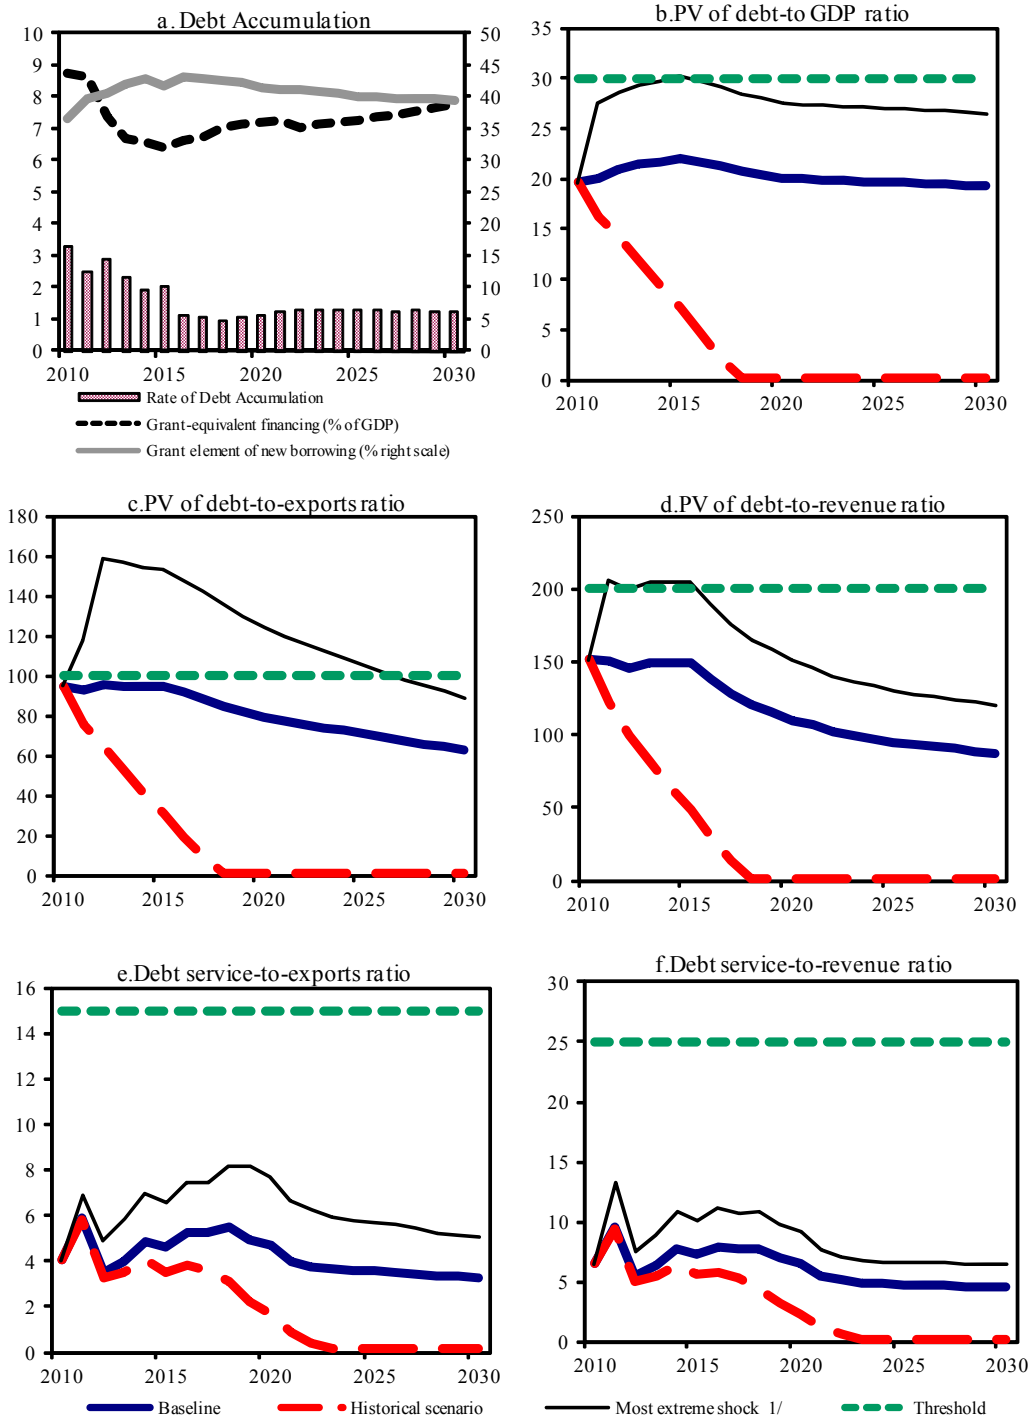 a. Debt Accumulation
10 9 8 7 6 5 4 3 2 1 0
50 45 40 35 30 25 20 15 10 5 0
2010 2015 2020 2025 2030
Rate of Debt Accumulation
Grant-equivalent financing (% of GDP)
Grant element of new borrowing (% right scale)
b. PV of debt-to GDP ratio
35 30 25 20 15 10 5 0
2010 2015 2020 2025 2030
c. PV of debt-to-exports ratio
180 160 140 120 100 80 60 40 20 0
2010 2015 2020 2025 2030
d. PV of debt-to-revenue ratio
250 200 150 100 50 0
2010 2015 2020 2025 2030
e. Debt service-to-exports ratio
16 14 12 10 8 6 4 2 0
2010 2015 2020 2025 2030
f. Debt service-to-revenue ratio
30 25 20 15 10 5 0
2010 2015 2020 2025 2030
Baseline Historical scenario Most extreme shock 1/ Threshold